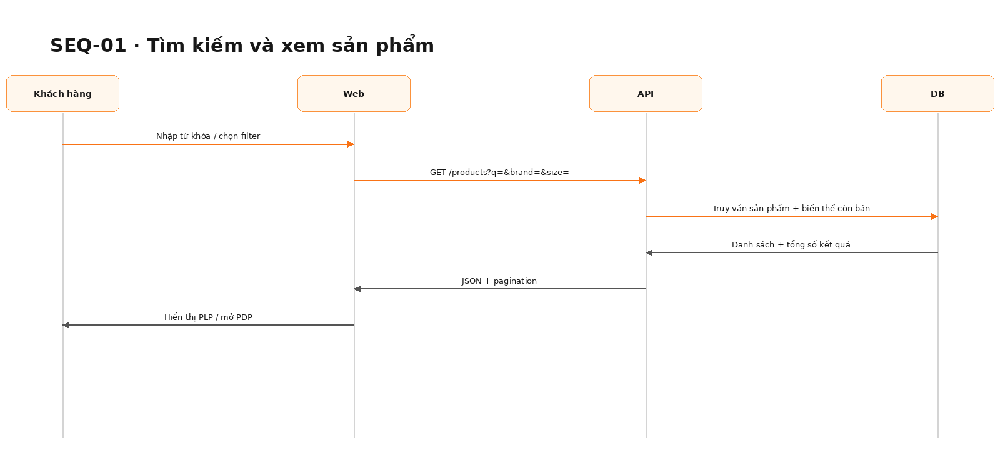 SEQ-01 · Tìm kiếm và xem sản phẩm
Khách hàng
Web
API
DB
Nhập từ khóa / chọn filter
GET /products?q=&brand=&size=
Truy vấn sản phẩm + biến thể còn bán
Danh sách + tổng số kết quả
JSON + pagination
Hiển thị PLP / mở PDP